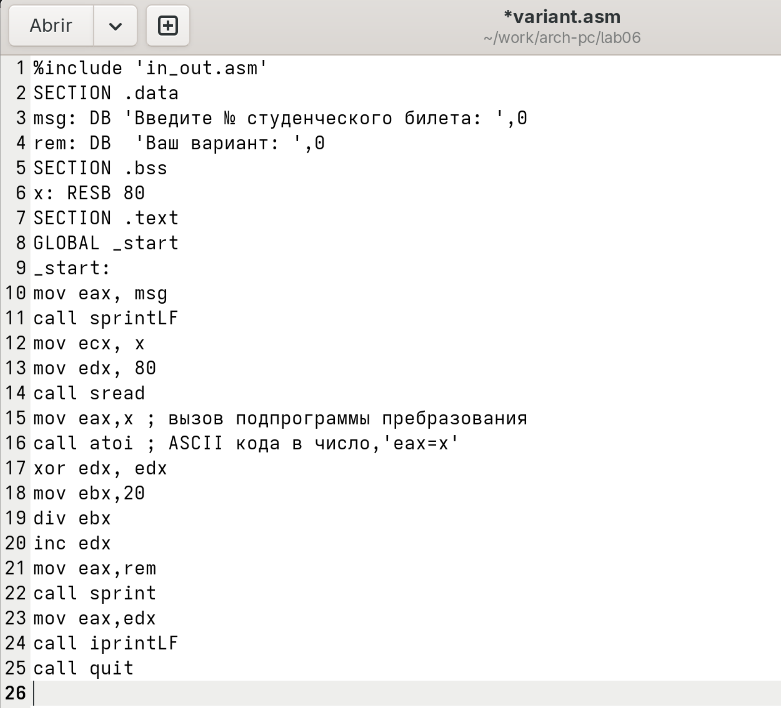 Abrir
*variant.asm
~/work/arch-pc/lab06
1 %include 'in_out.asm'
2 SECTION .data
3 msg: DB 'Введите № студенческого билета: ',0
4 rem: DB  'Ваш вариант: ',0
5 SECTION .bss
6 x: RESB 80
7 SECTION .text
8 GLOBAL _start
9 _start:
10 mov eax, msg
11 call sprintLF
12 mov ecx, x
13 mov edx, 80
14 call sread
15 mov eax,x ; вызов подпрограммы пребразования
16 call atoi ; ASCII кода в число,'eax=x'
17 xor edx, edx
18 mov ebx,20
19 div ebx
20 inc edx
21 mov eax,rem
22 call sprint
23 mov eax,edx
24 call iprintLF
25 call quit
26